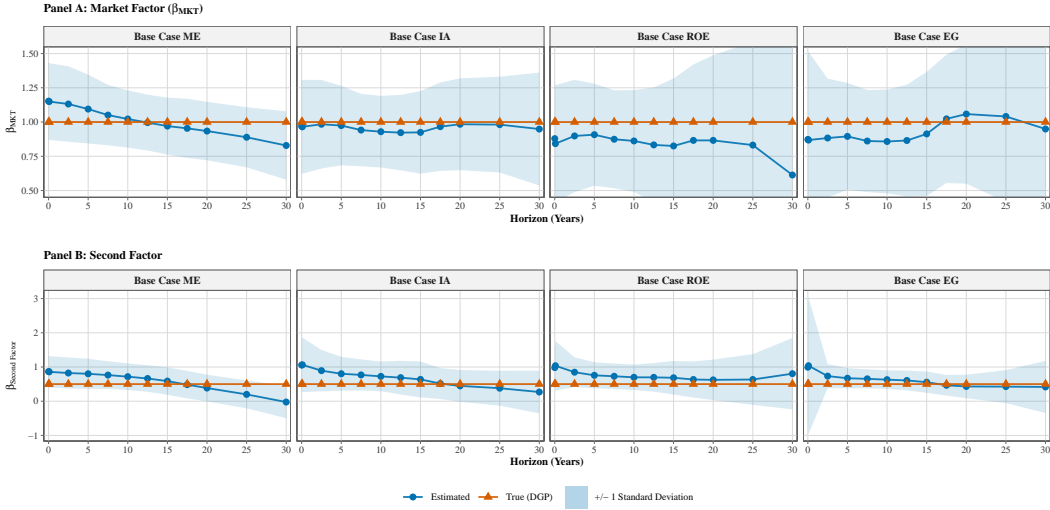 Panel A: Market Factor (βMKT)
Base Case ME
Base Case IA
Base Case ROE
Base Case EG
βMKT
1.50
1.25
1.00
0.75
0.50
0 5 10 15 20 25 30
0 5 10 15 20 25 30
0 5 10 15 20 25 30
0 5 10 15 20 25 30
Horizon (Years)
Panel B: Second Factor
Base Case ME
Base Case IA
Base Case ROE
Base Case EG
βSecond Factor
3
2
1
0
−1
0 5 10 15 20 25 30
0 5 10 15 20 25 30
0 5 10 15 20 25 30
0 5 10 15 20 25 30
Horizon (Years)
Estimated
True (DGP)
+/− 1 Standard Deviation